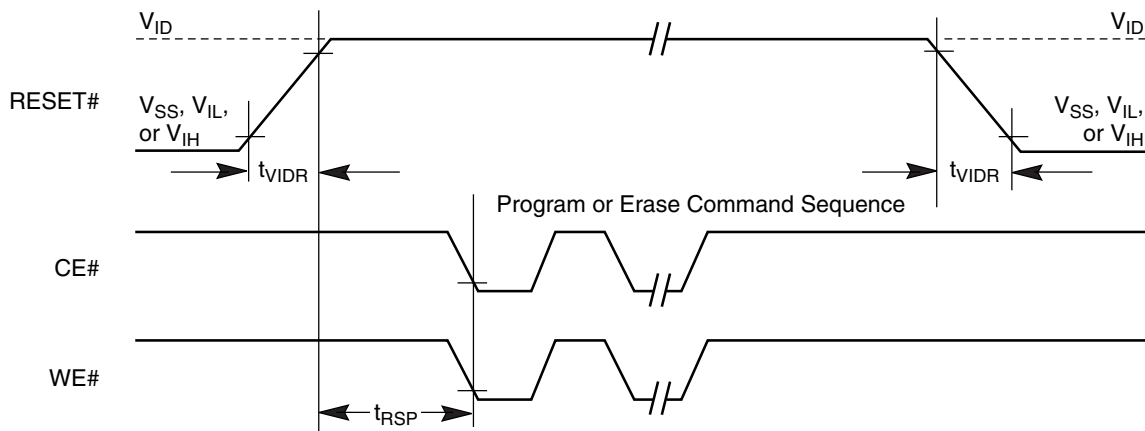 V_ID
V_ID
RESET#
V_SS, V_IL,
or V_IH
V_SS, V_IL,
or V_IH
t_VIDR
t_VIDR
Program or Erase Command Sequence
CE#
WE#
t_RSP